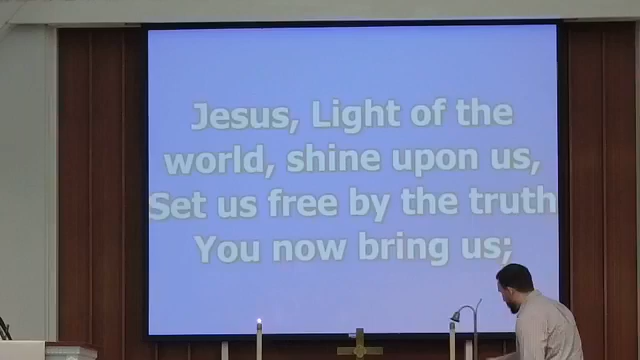 Jesus, Light of the
world, shine upon us,
Set us free by the truth
You now bring us;